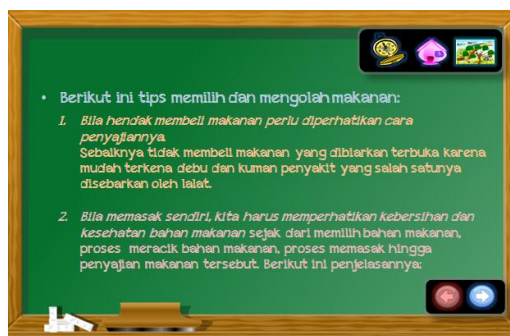 • Berikut ini tips memilih dan mengolah makanan:
1. Bila hendak membeli makanan perlu diperhatikan cara
penyajiannya.
Sebaiknya tidak membeli makanan yang dibiarkan terbuka karena
mudah terkena debu dan kuman penyakit yang salah satunya
disebarkan oleh lalat.
2. Bila memasak sendiri, kita harus memperhatikan kebersihan dan
kesehatan bahan makanan sejak dari memilih bahan makanan,
proses meracik bahan makanan, proses memasak hingga
penyajian makanan tersebut. Berikut ini penjelasannya: